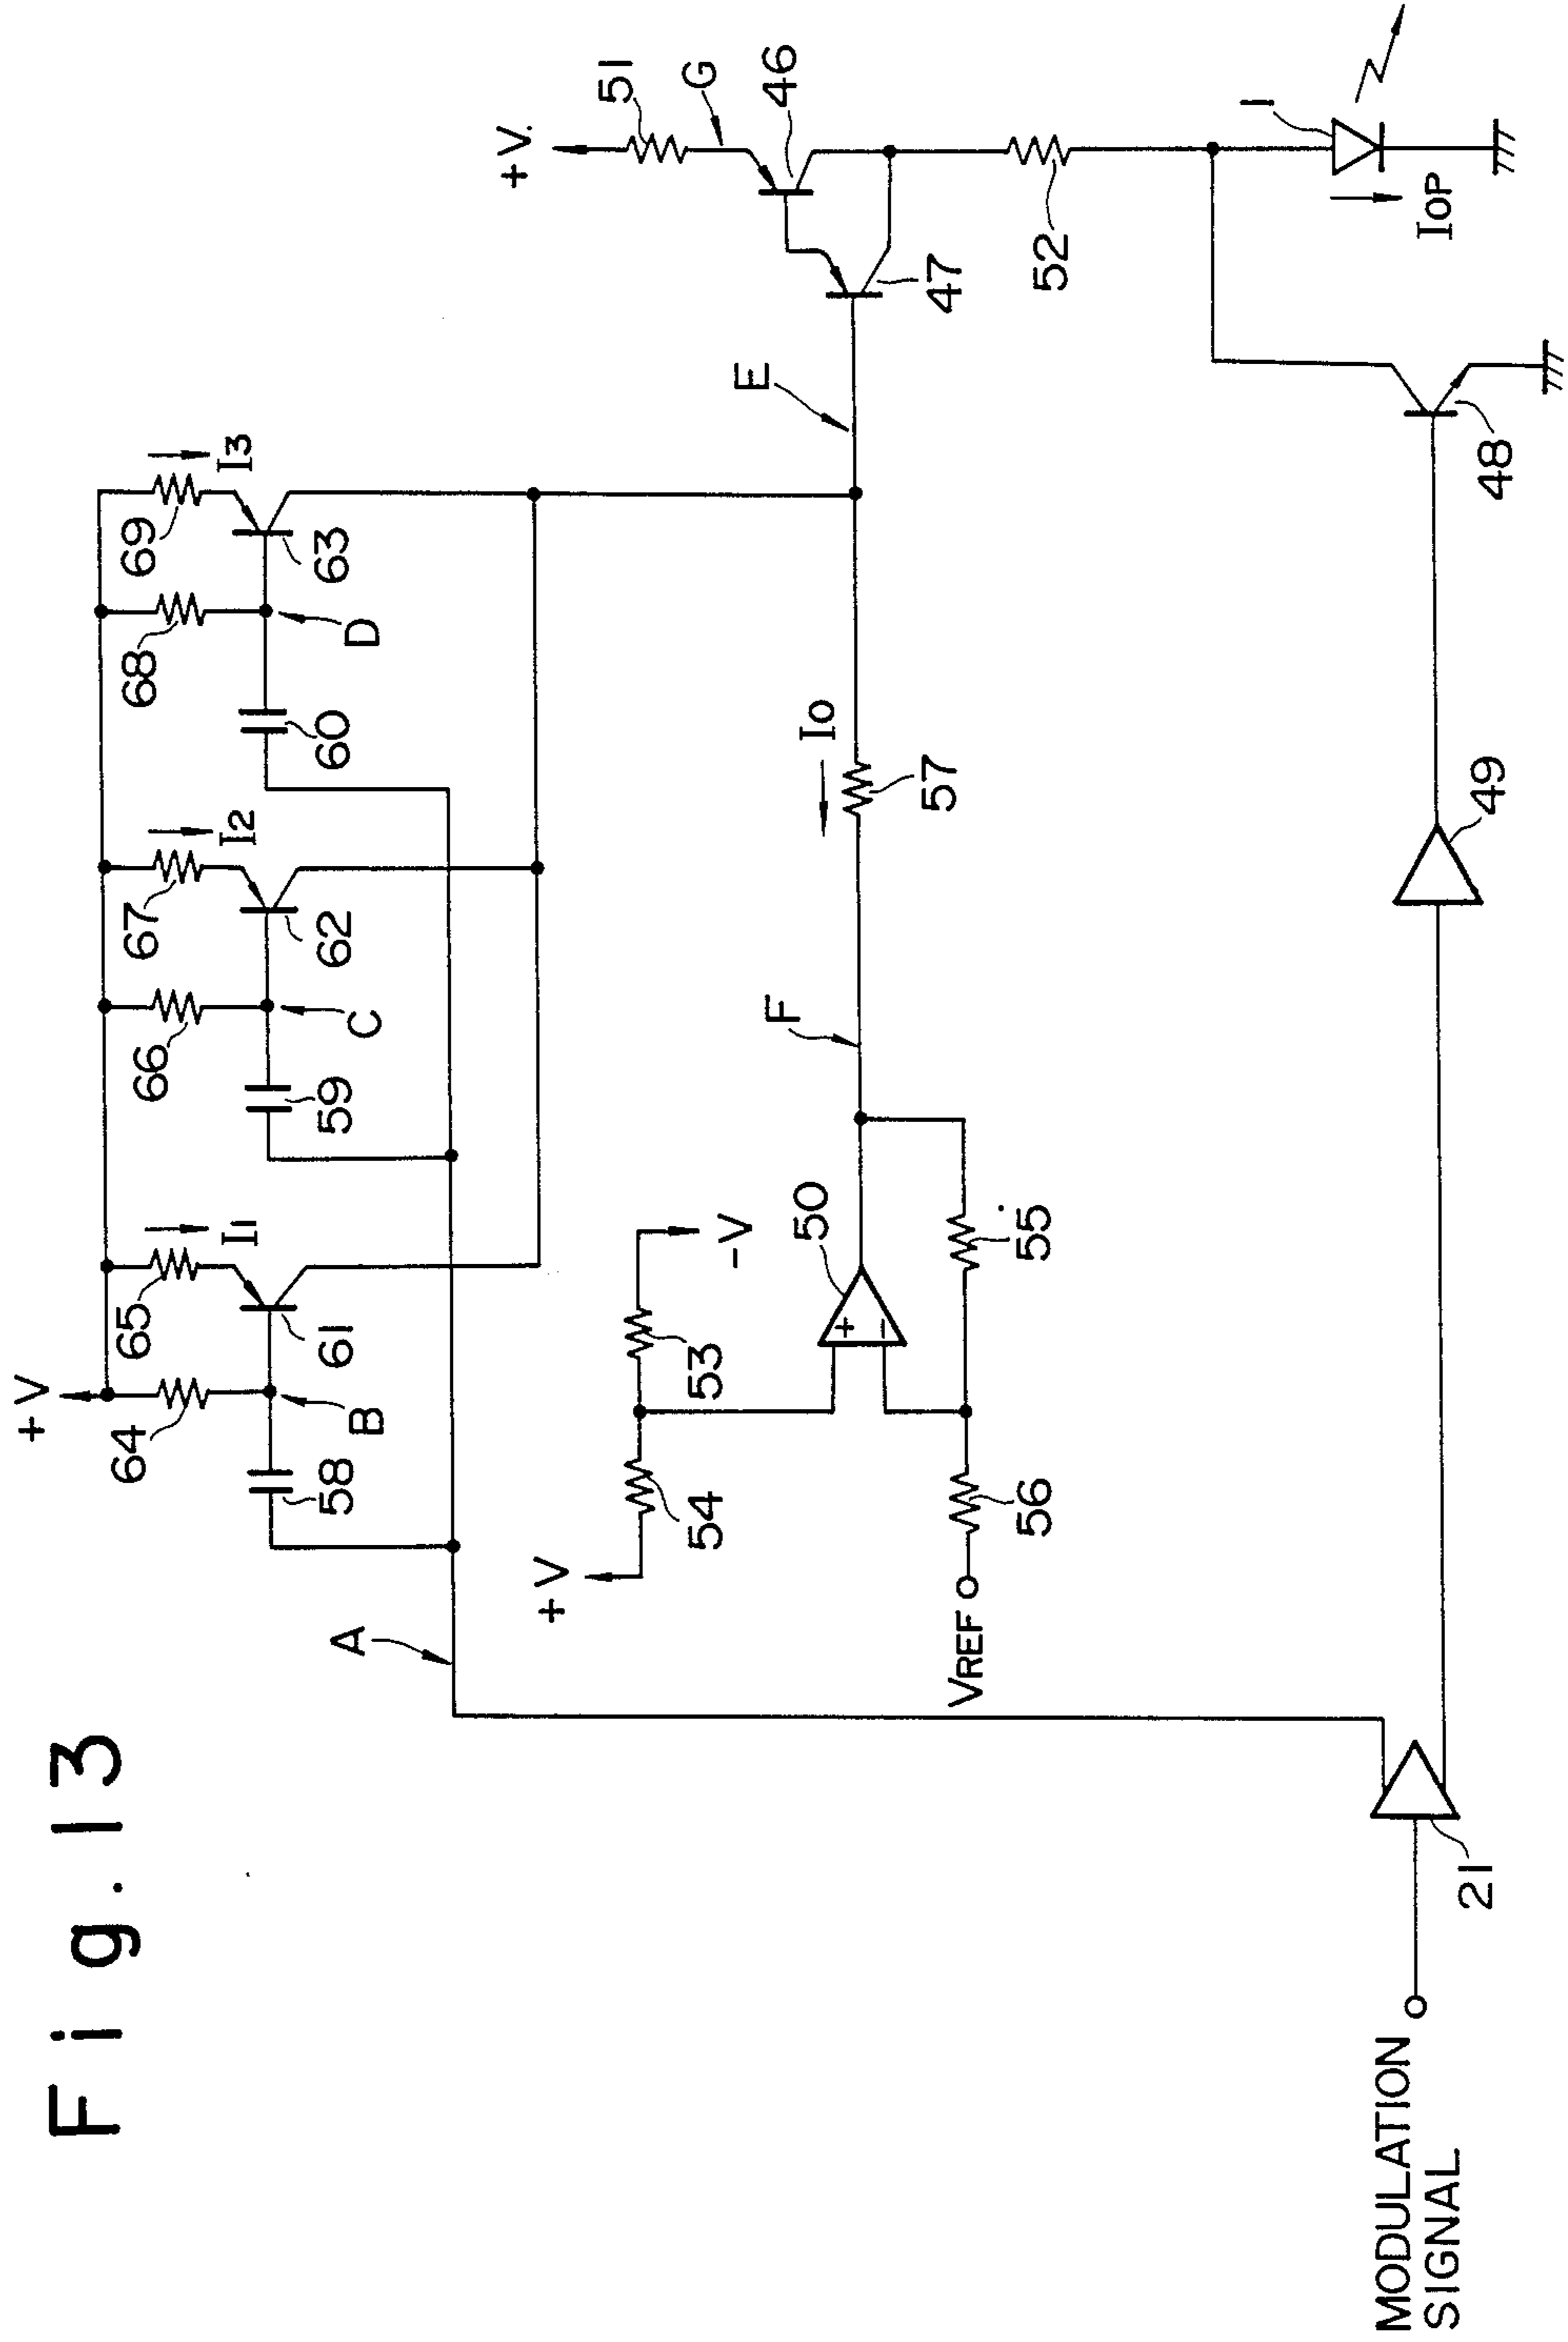 Fig.13
+V
64
65
I1
66
67
I2
68
69
I3
58
B
61
59
C
62
60
D
63
A
+V
54
53
-V
50
+
-
VREF
56
55
F
I0
57
E
47
+V.
51
G
46
52
1
IOP
48
49
21
MODULATION
SIGNAL